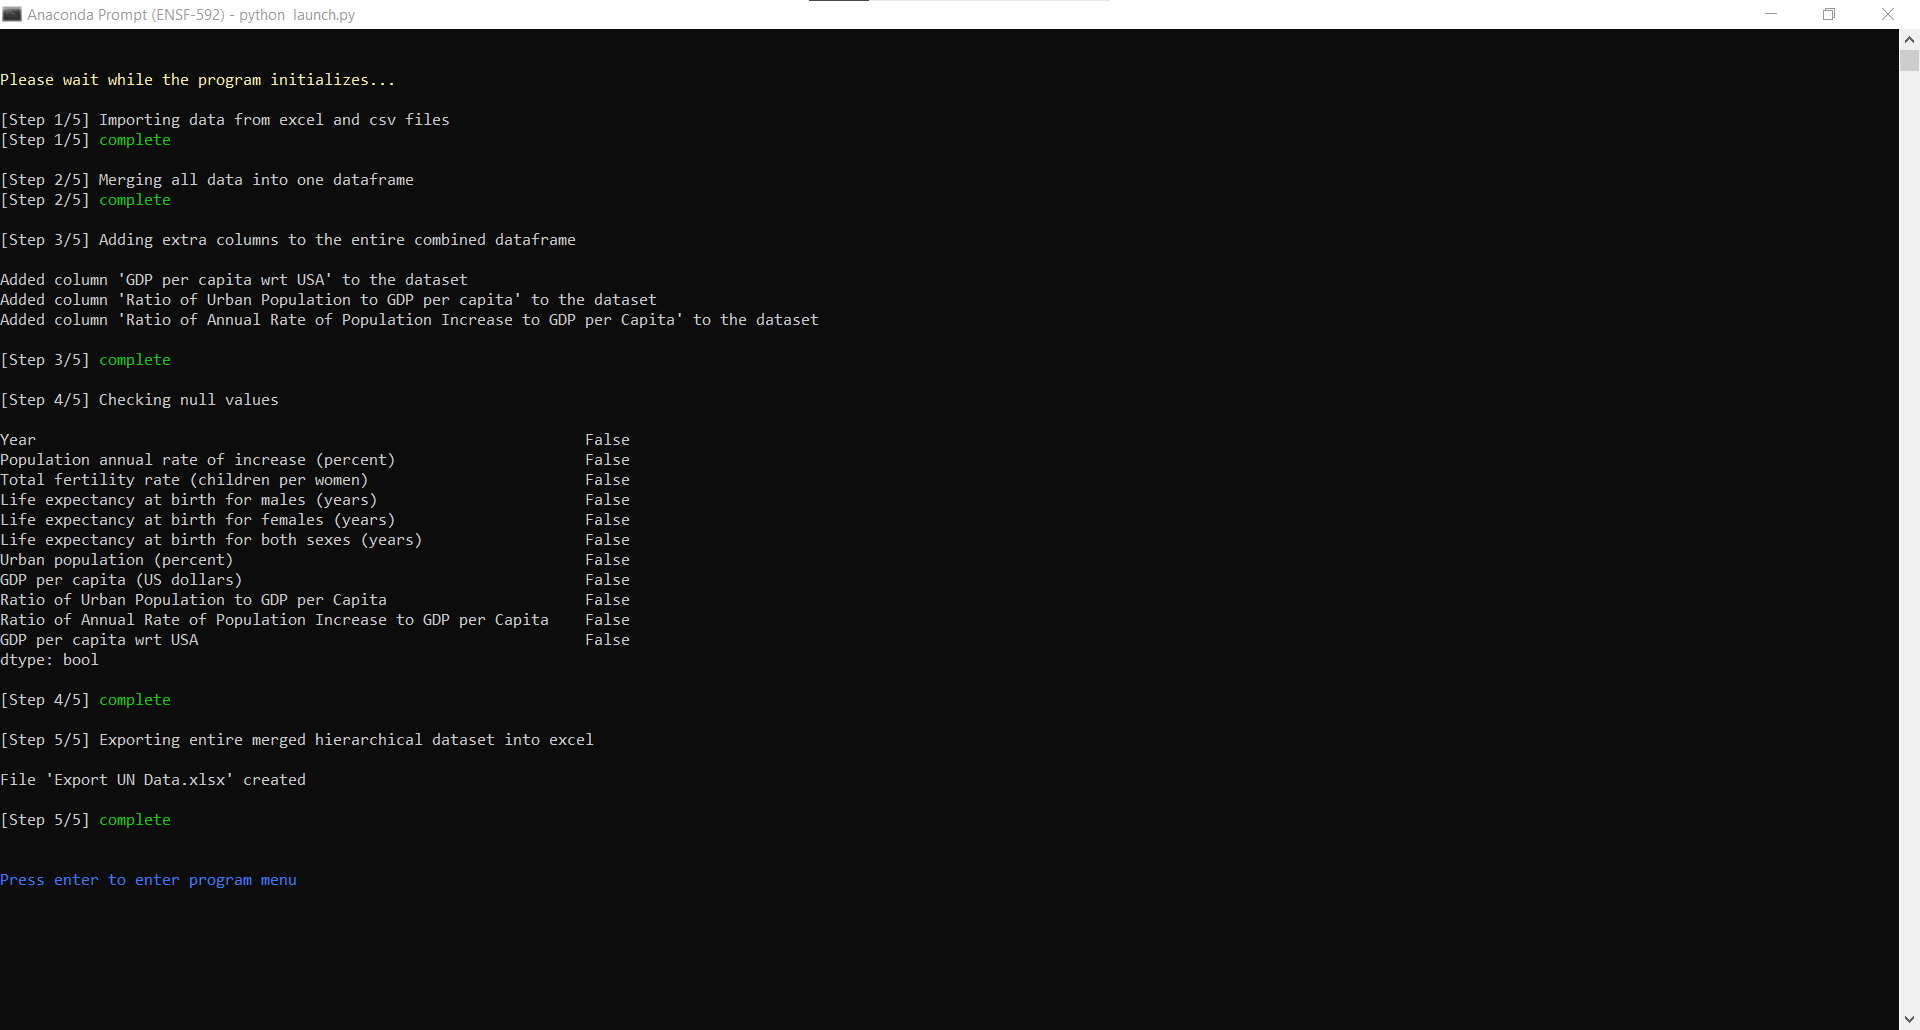 Anaconda Prompt (ENSF-592) - python  launch.py
Please wait while the program initializes...
[Step 1/5] Importing data from excel and csv files
[Step 1/5] complete
[Step 2/5] Merging all data into one dataframe
[Step 2/5] complete
[Step 3/5] Adding extra columns to the entire combined dataframe
Added column 'GDP per capita wrt USA' to the dataset
Added column 'Ratio of Urban Population to GDP per capita' to the dataset
Added column 'Ratio of Annual Rate of Population Increase to GDP per Capita' to the dataset
[Step 3/5] complete
[Step 4/5] Checking null values
Year False
Population annual rate of increase (percent) False
Total fertility rate (children per women) False
Life expectancy at birth for males (years) False
Life expectancy at birth for females (years) False
Life expectancy at birth for both sexes (years) False
Urban population (percent) False
GDP per capita (US dollars) False
Ratio of Urban Population to GDP per Capita False
Ratio of Annual Rate of Population Increase to GDP per Capita False
GDP per capita wrt USA False
dtype: bool
[Step 4/5] complete
[Step 5/5] Exporting entire merged hierarchical dataset into excel
File 'Export UN Data.xlsx' created
[Step 5/5] complete
Press enter to enter program menu